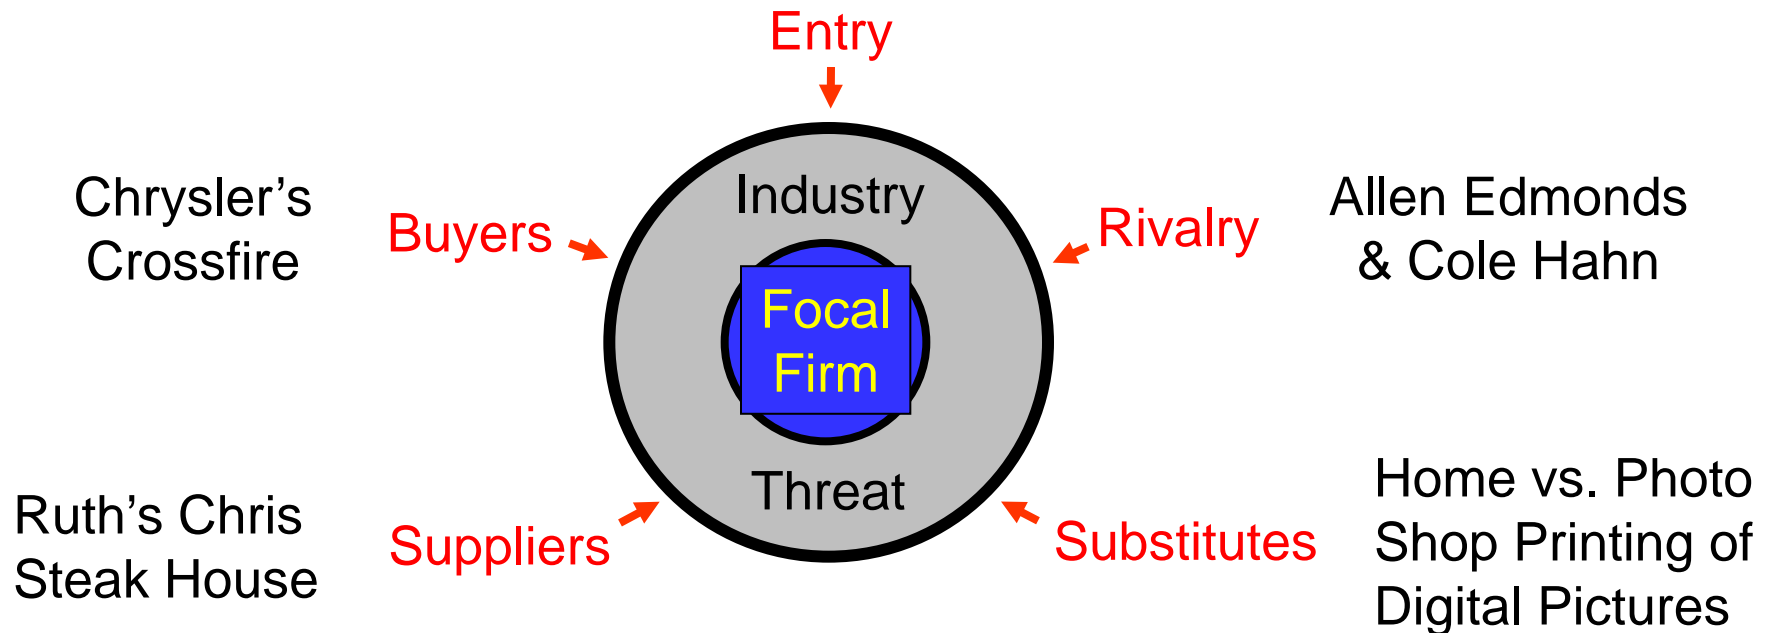 Entry
Chrysler's
Crossfire
Buyers
Industry
Rivalry
Allen Edmonds
& Cole Hahn
Focal
Firm
Threat
Ruth's Chris
Steak House
Suppliers
Substitutes
Home vs. Photo
Shop Printing of
Digital Pictures